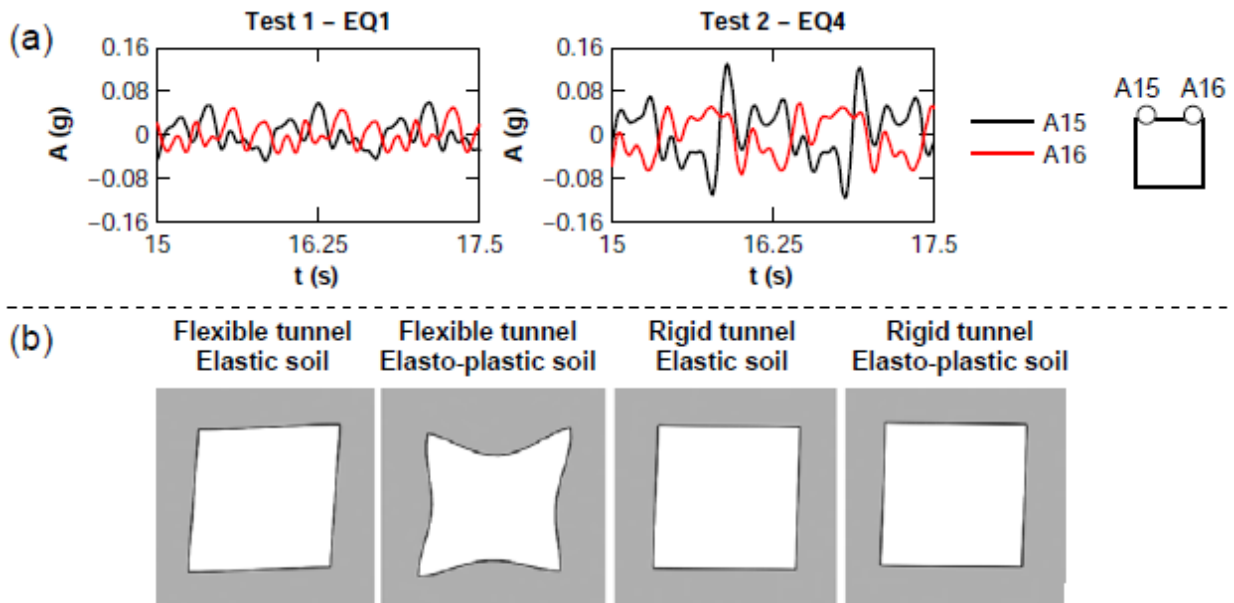 (a)
Test 1 – EQ1
Test 2 – EQ4
A (g)
0.16
0.08
0
−0.08
−0.16
15
16.25
17.5
t (s)
A (g)
0.16
0.08
0
−0.08
−0.16
15
16.25
17.5
t (s)
A15
A16
A15
A16
(b)
Flexible tunnel
Elastic soil
Flexible tunnel
Elasto-plastic soil
Rigid tunnel
Elastic soil
Rigid tunnel
Elasto-plastic soil